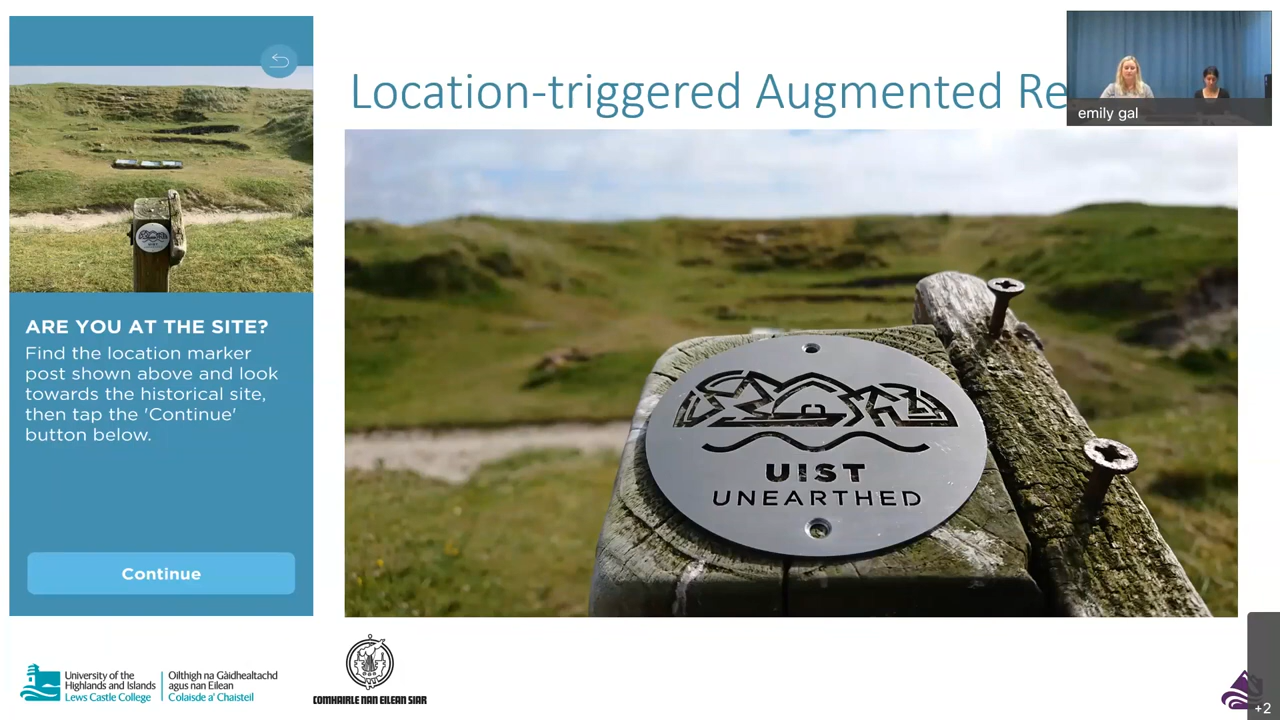 Location-triggered Augmented Re
emily gal
ARE YOU AT THE SITE?
Find the location marker
post shown above and look
towards the historical site,
then tap the 'Continue'
button below.
Continue
UIST
UNEARTHED
University of the
Highlands and Islands
Lews Castle College
Oilthigh na Gàidhealtachd
agus nan Eilean
Colaisde a' Chaisteil
COMHAIRLE NAN EILEAN SIAR
+2